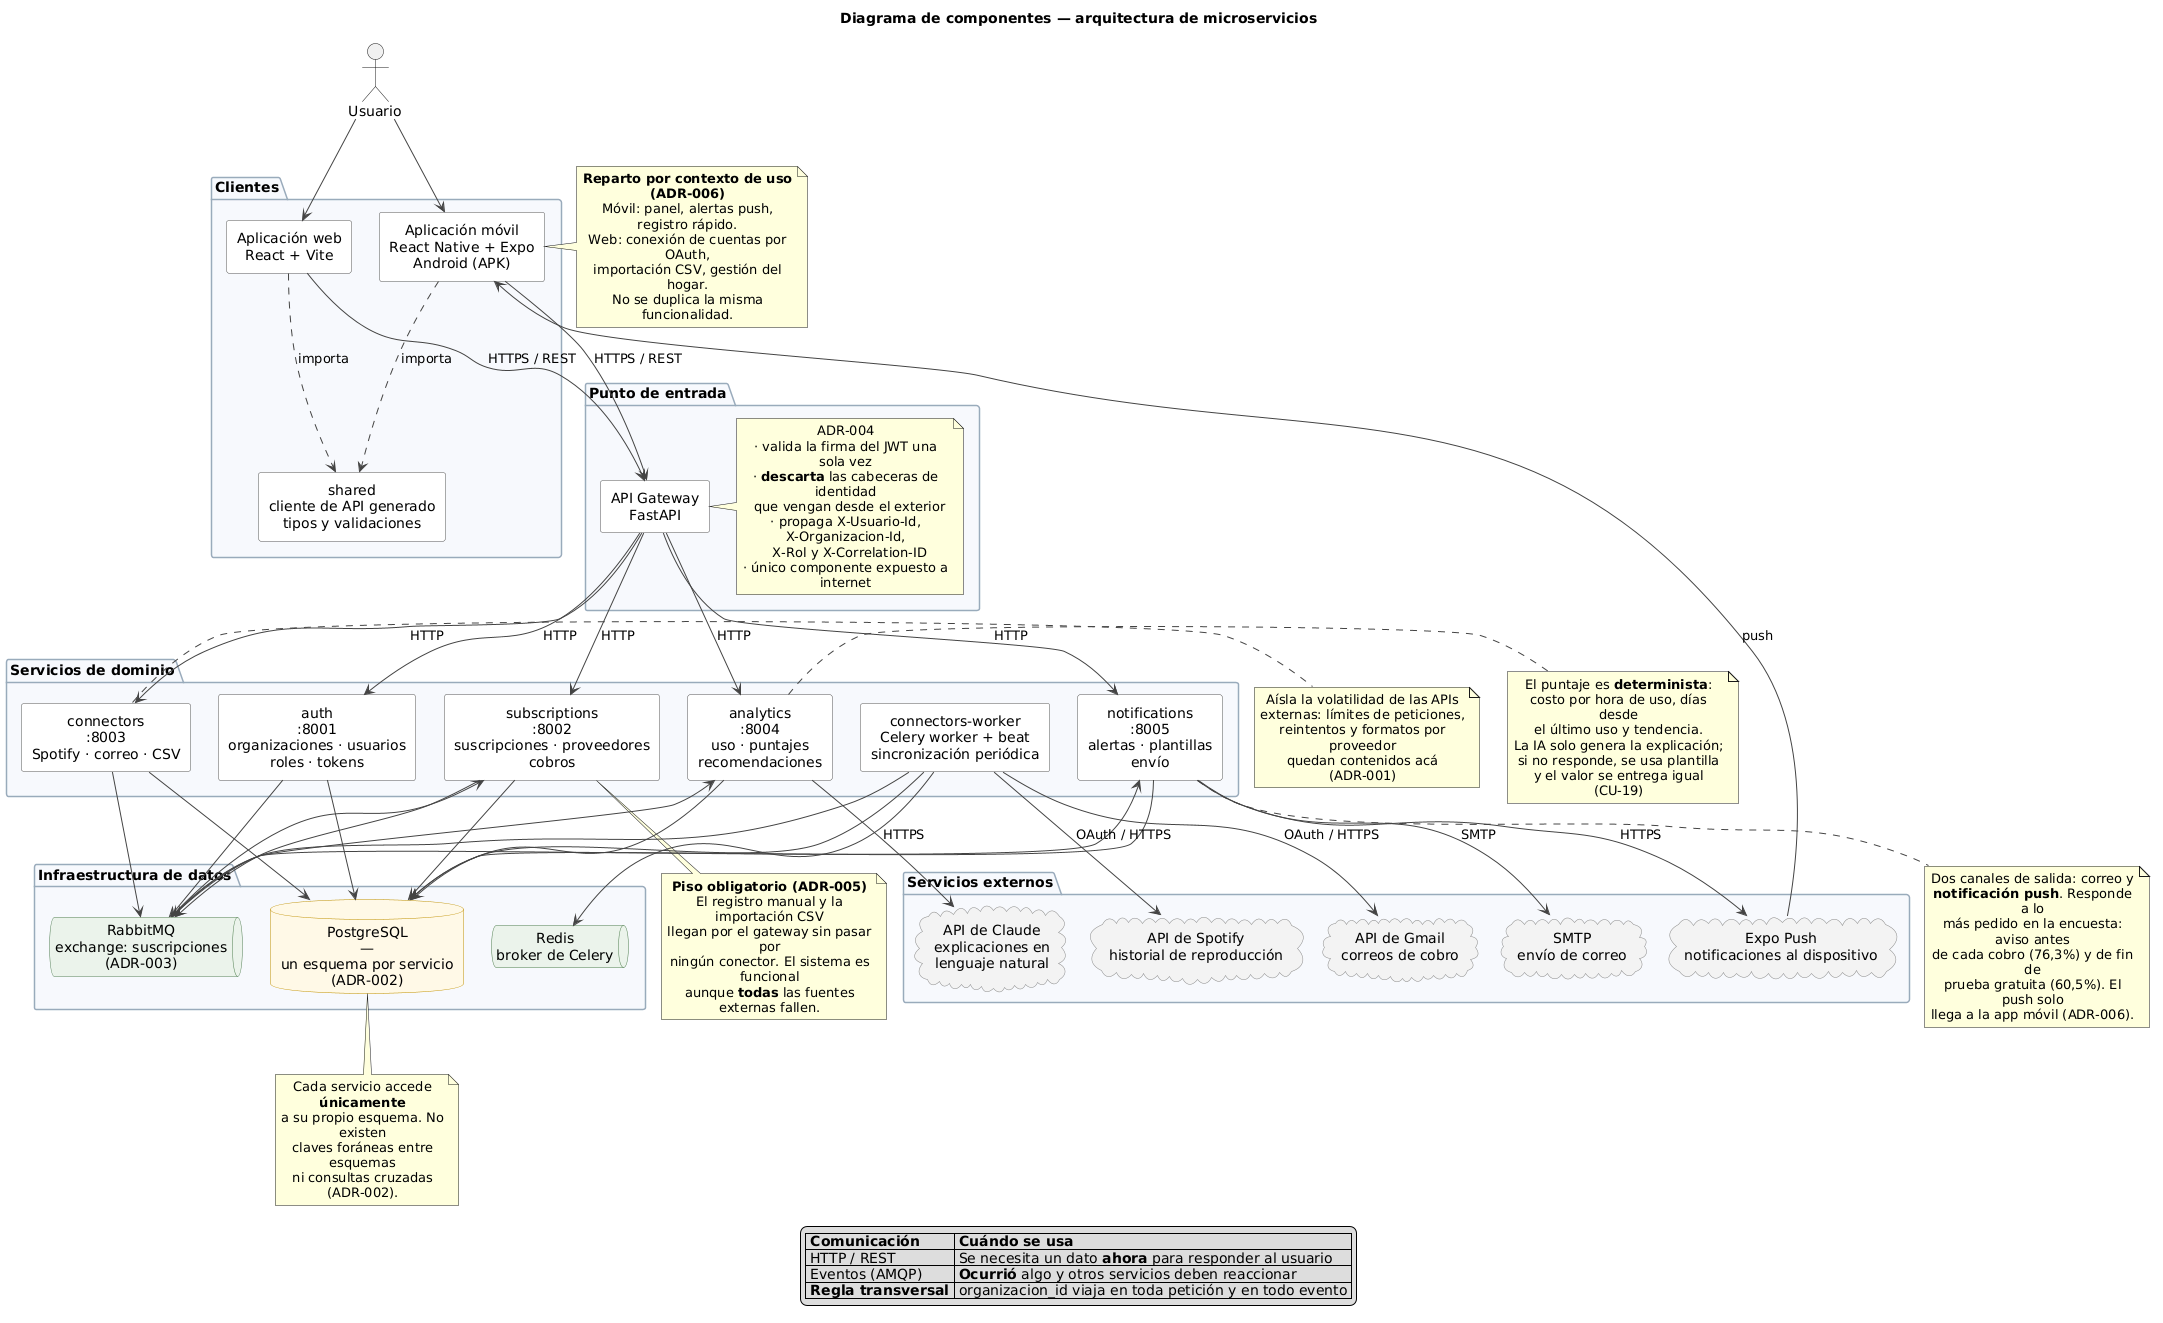 Diagrama de componentes — arquitectura de microservicios
Usuario
Clientes
Aplicación web
React + Vite
Aplicación móvil
React Native + Expo
Android (APK)
Reparto por contexto de uso
(ADR-006)
Móvil: panel, alertas push,
registro rápido.
Web: conexión de cuentas por
OAuth,
importación CSV, gestión del
hogar.
No se duplica la misma
funcionalidad.
importa
importa
HTTPS / REST
HTTPS / REST
shared
cliente de API generado
tipos y validaciones
Punto de entrada
API Gateway
FastAPI
ADR-004
· valida la firma del JWT una
sola vez
· descarta las cabeceras de
identidad
que vengan desde el exterior
· propaga X-Usuario-Id,
X-Organizacion-Id,
X-Rol y X-Correlation-ID
· único componente expuesto a
internet
HTTP
HTTP
HTTP
HTTP
HTTP
push
Servicios de dominio
connectors
:8003
Spotify · correo · CSV
auth
:8001
organizaciones · usuarios
roles · tokens
subscriptions
:8002
suscripciones · proveedores
cobros
analytics
:8004
uso · puntajes
recomendaciones
connectors-worker
Celery worker + beat
sincronización periódica
notifications
:8005
alertas · plantillas
envío
Aísla la volatilidad de las APIs
externas: límites de peticiones,
reintentos y formatos por
proveedor
quedan contenidos acá
(ADR-001)
El puntaje es determinista:
costo por hora de uso, días
desde
el último uso y tendencia.
La IA solo genera la explicación;
si no responde, se usa plantilla
y el valor se entrega igual
(CU-19)
HTTPS
OAuth / HTTPS
OAuth / HTTPS
SMTP
HTTPS
Infraestructura de datos
RabbitMQ
exchange: suscripciones
(ADR-003)
PostgreSQL
—
un esquema por servicio
(ADR-002)
Redis
broker de Celery
Piso obligatorio (ADR-005)
El registro manual y la
importación CSV
llegan por el gateway sin pasar
por
ningún conector. El sistema es
funcional
aunque todas las fuentes
externas fallen.
Servicios externos
API de Claude
explicaciones en
lenguaje natural
API de Spotify
historial de reproducción
API de Gmail
correos de cobro
SMTP
envío de correo
Expo Push
notificaciones al dispositivo
Dos canales de salida: correo y
notificación push. Responde
a lo
más pedido en la encuesta:
aviso antes
de cada cobro (76,3%) y de fin
de
prueba gratuita (60,5%). El
push solo
llega a la app móvil (ADR-006).
Cada servicio accede
únicamente
a su propio esquema. No
existen
claves foráneas entre
esquemas
ni consultas cruzadas
(ADR-002).
Comunicación Cuándo se usa
HTTP / REST Se necesita un dato ahora para responder al usuario
Eventos (AMQP) Ocurrió algo y otros servicios deben reaccionar
Regla transversal organizacion_id viaja en toda petición y en todo evento